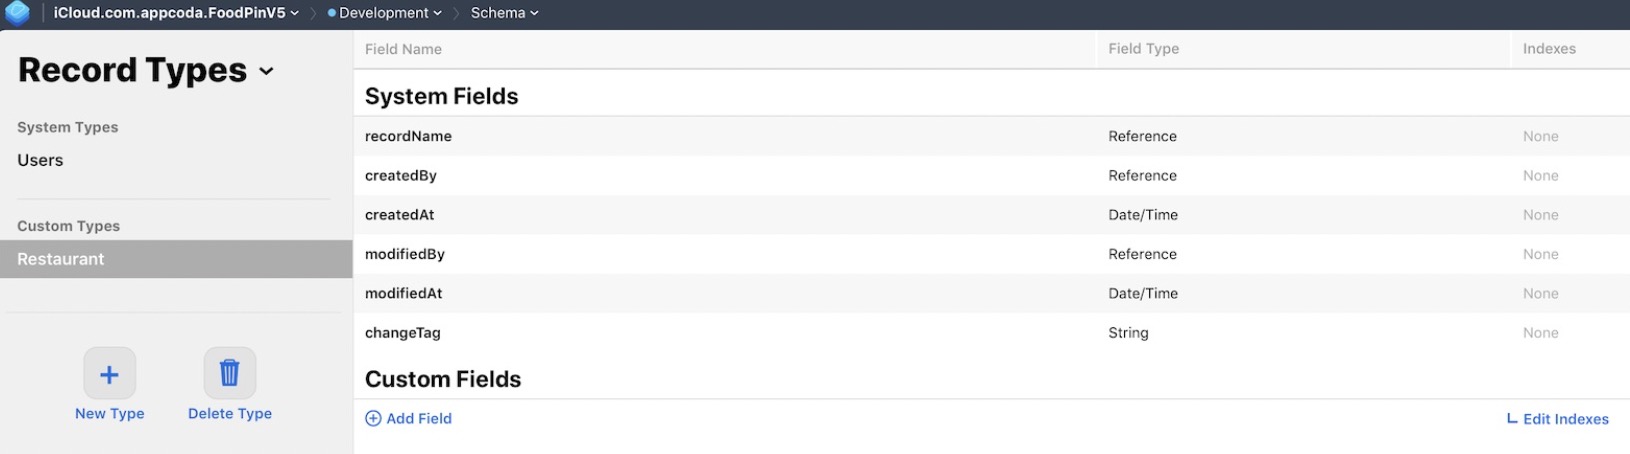 iCloud.com.appcoda.FoodPinV5 Development Schema
Record Types
System Types
Users
Custom Types
Restaurant
New Type Delete Type
Field Name Field Type Indexes
System Fields
recordName Reference None
createdBy Reference None
createdAt Date/Time None
modifiedBy Reference None
modifiedAt Date/Time None
changeTag String None
Custom Fields
Add Field Edit Indexes